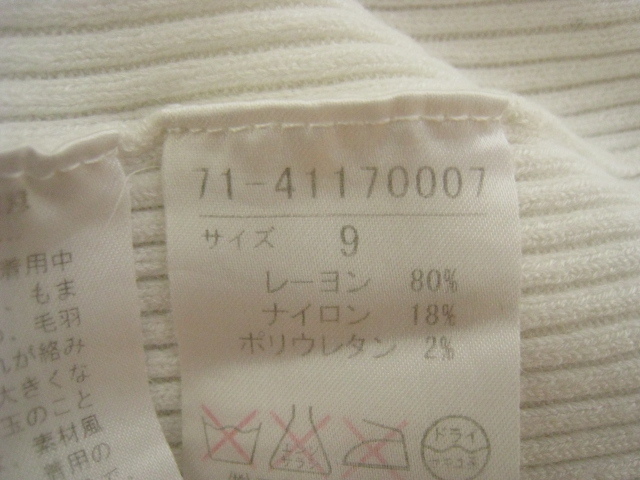 71-41170007
サイズ 9
レーヨン 80%
ナイロン 18%
ポリウレタン 2%
ドライ
着用中
、もま
毛羽
れが絡み
大きくな
玉のこと
素材風
着用の